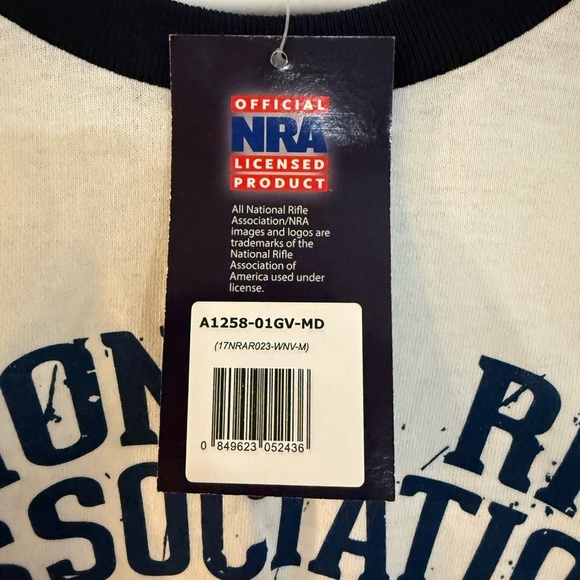 OFFICIAL
NRA
LICENSED
PRODUCT
All National Rifle
Association/NRA
images and logos are
trademarks of the
National Rifle
Association of
America used under
license.
A1258-01GV-MD
(17NRAR023-WNV-M)
0 849623 052436